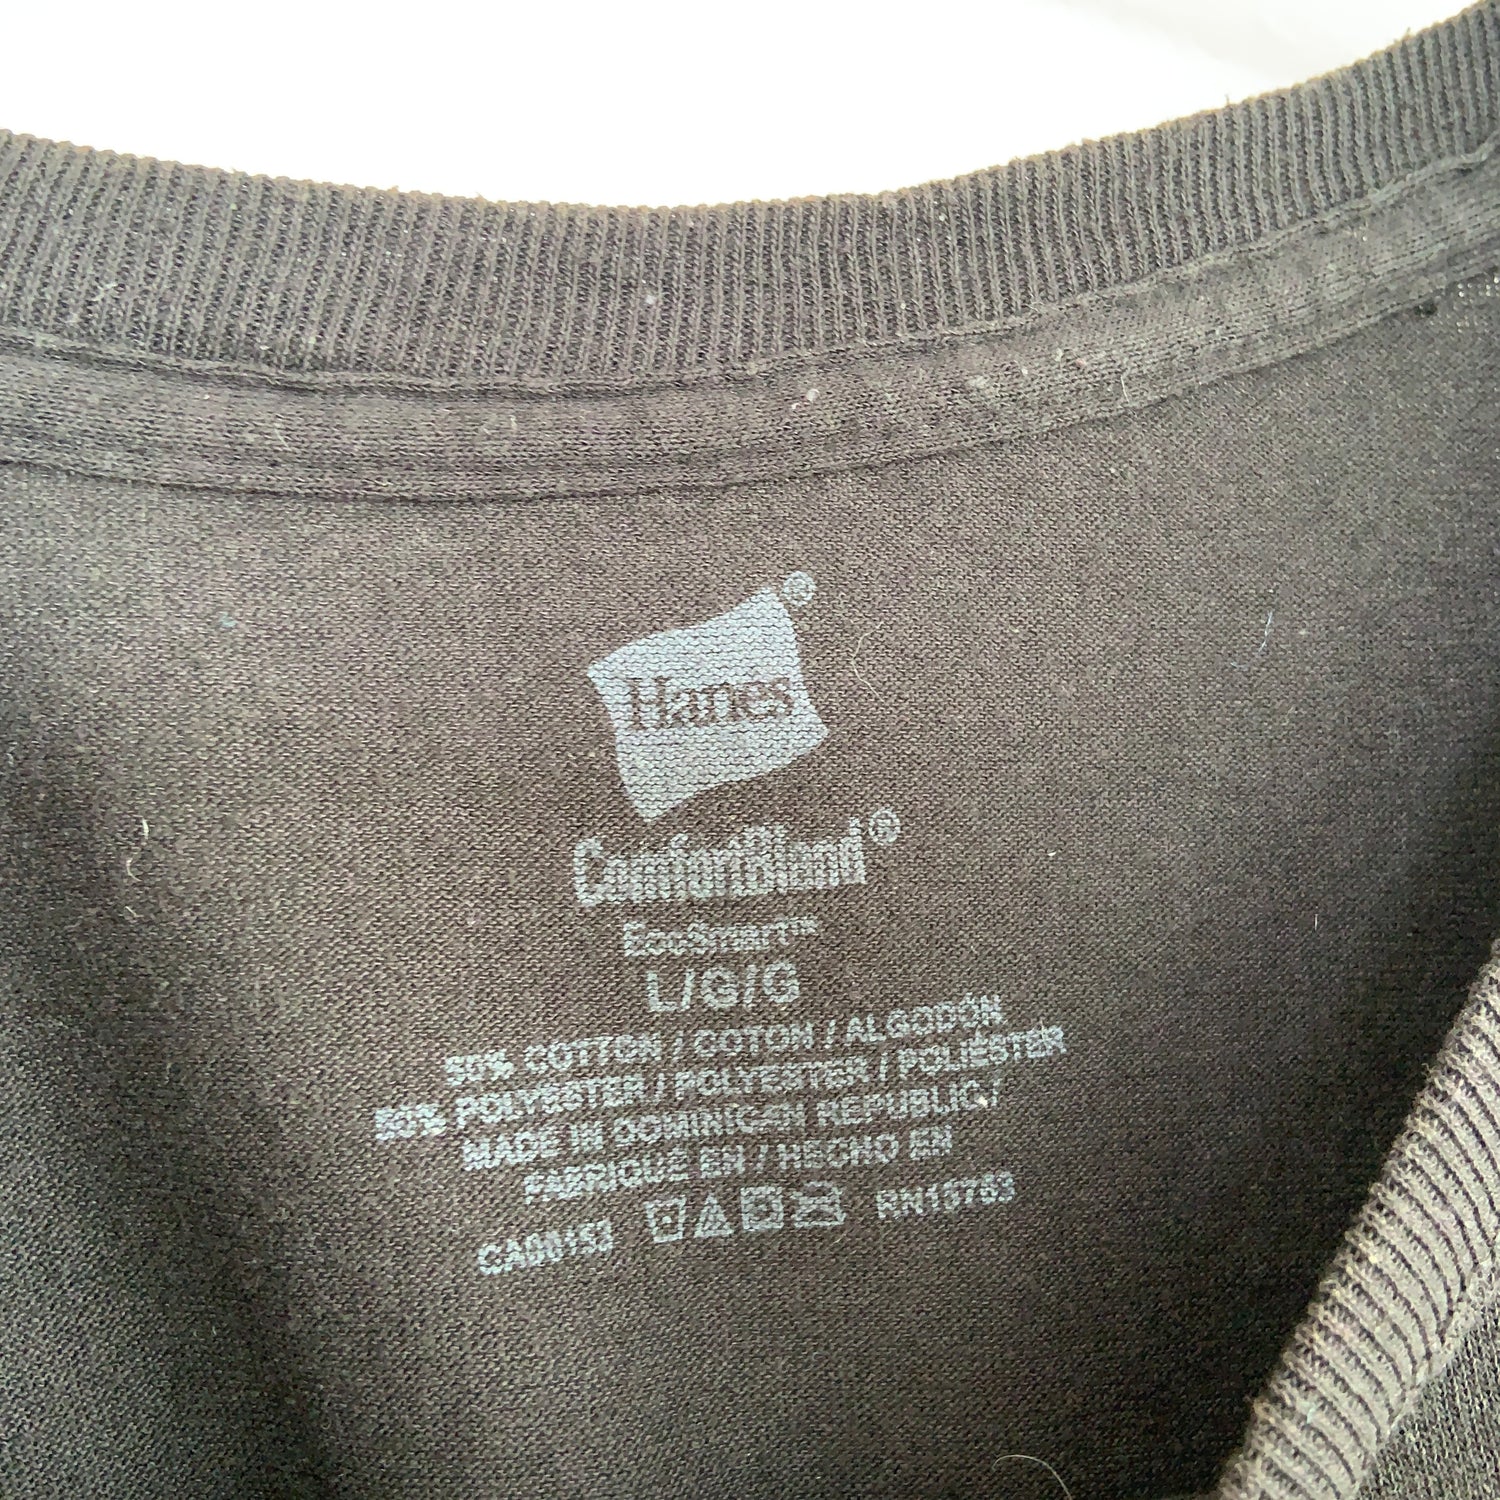 Hanes®
ComfortBlend®
EcoSmart™
L/G/G
50% COTTON / COTON / ALGODÓN
50% POLYESTER / POLYESTER / POLIÉSTER
MADE IN DOMINICAN REPUBLIC /
FABRIQUÉ EN / HECHO EN
CA00153 RN15763